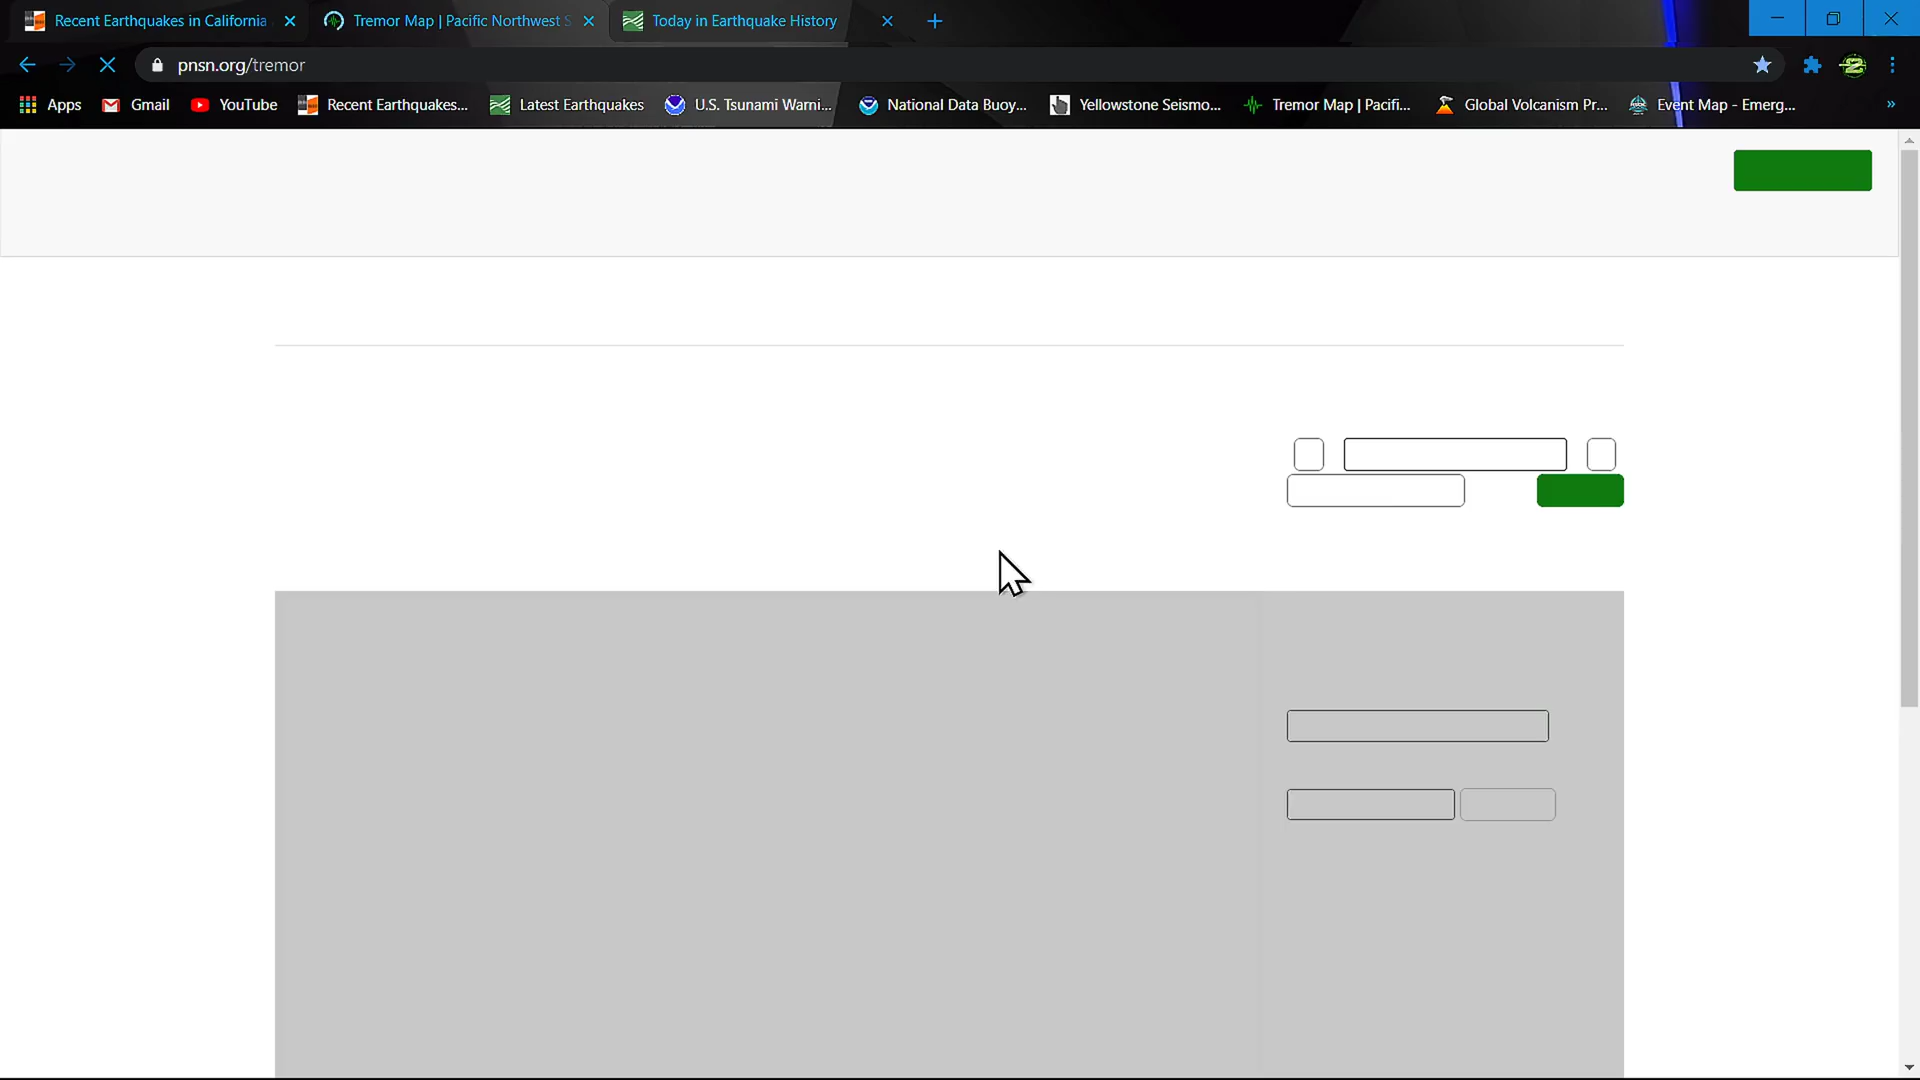 Recent Earthquakes in California
Tremor Map | Pacific Northwest S
Today in Earthquake History
pnsn.org/tremor
Apps
Gmail
YouTube
Recent Earthquakes...
Latest Earthquakes
U.S. Tsunami Warni...
National Data Buoy...
Yellowstone Seismo...
Tremor Map | Pacifi...
Global Volcanism Pr...
Event Map - Emerg...